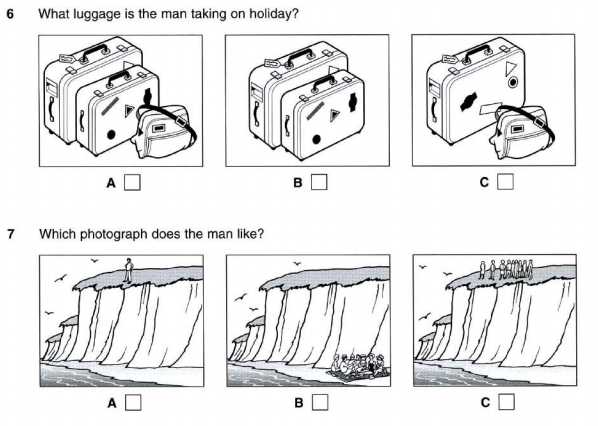 6 What luggage is the man taking on holiday?
A B C
7 Which photograph does the man like?
A B C